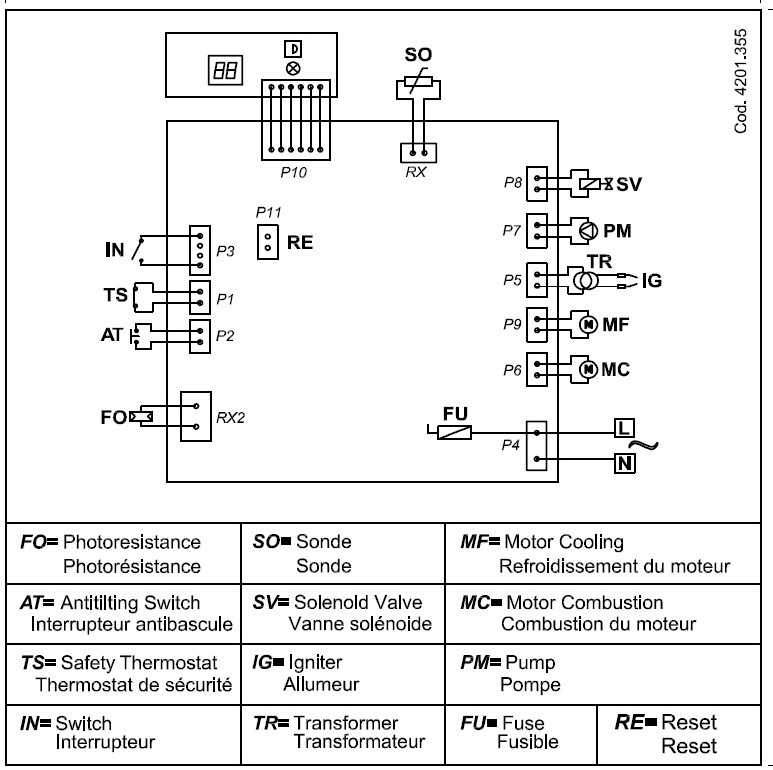 Cod. 4201.355
88
D
SO
P10
RX
P8
SV
P11
P7
PM
RE
IN
P3
TR
P5
IG
TS
P1
P9
MF
AT
P2
P6
MC
FO
RX2
FU
L
P4
N
FO= Photoresistance
Photorésistance
SO= Sonde
Sonde
MF= Motor Cooling
Refroidissement du moteur
AT= Antitilting Switch
Interrupteur antibascule
SV= Solenold Valve
Vanne solénoide
MC= Motor Combustion
Combustion du moteur
TS= Safety Thermostat
Thermostat de sécurité
IG= Igniter
Allumeur
PM= Pump
Pompe
IN= Switch
Interrupteur
TR= Transformer
Transformateur
FU= Fuse
Fusible
RE= Reset
Reset